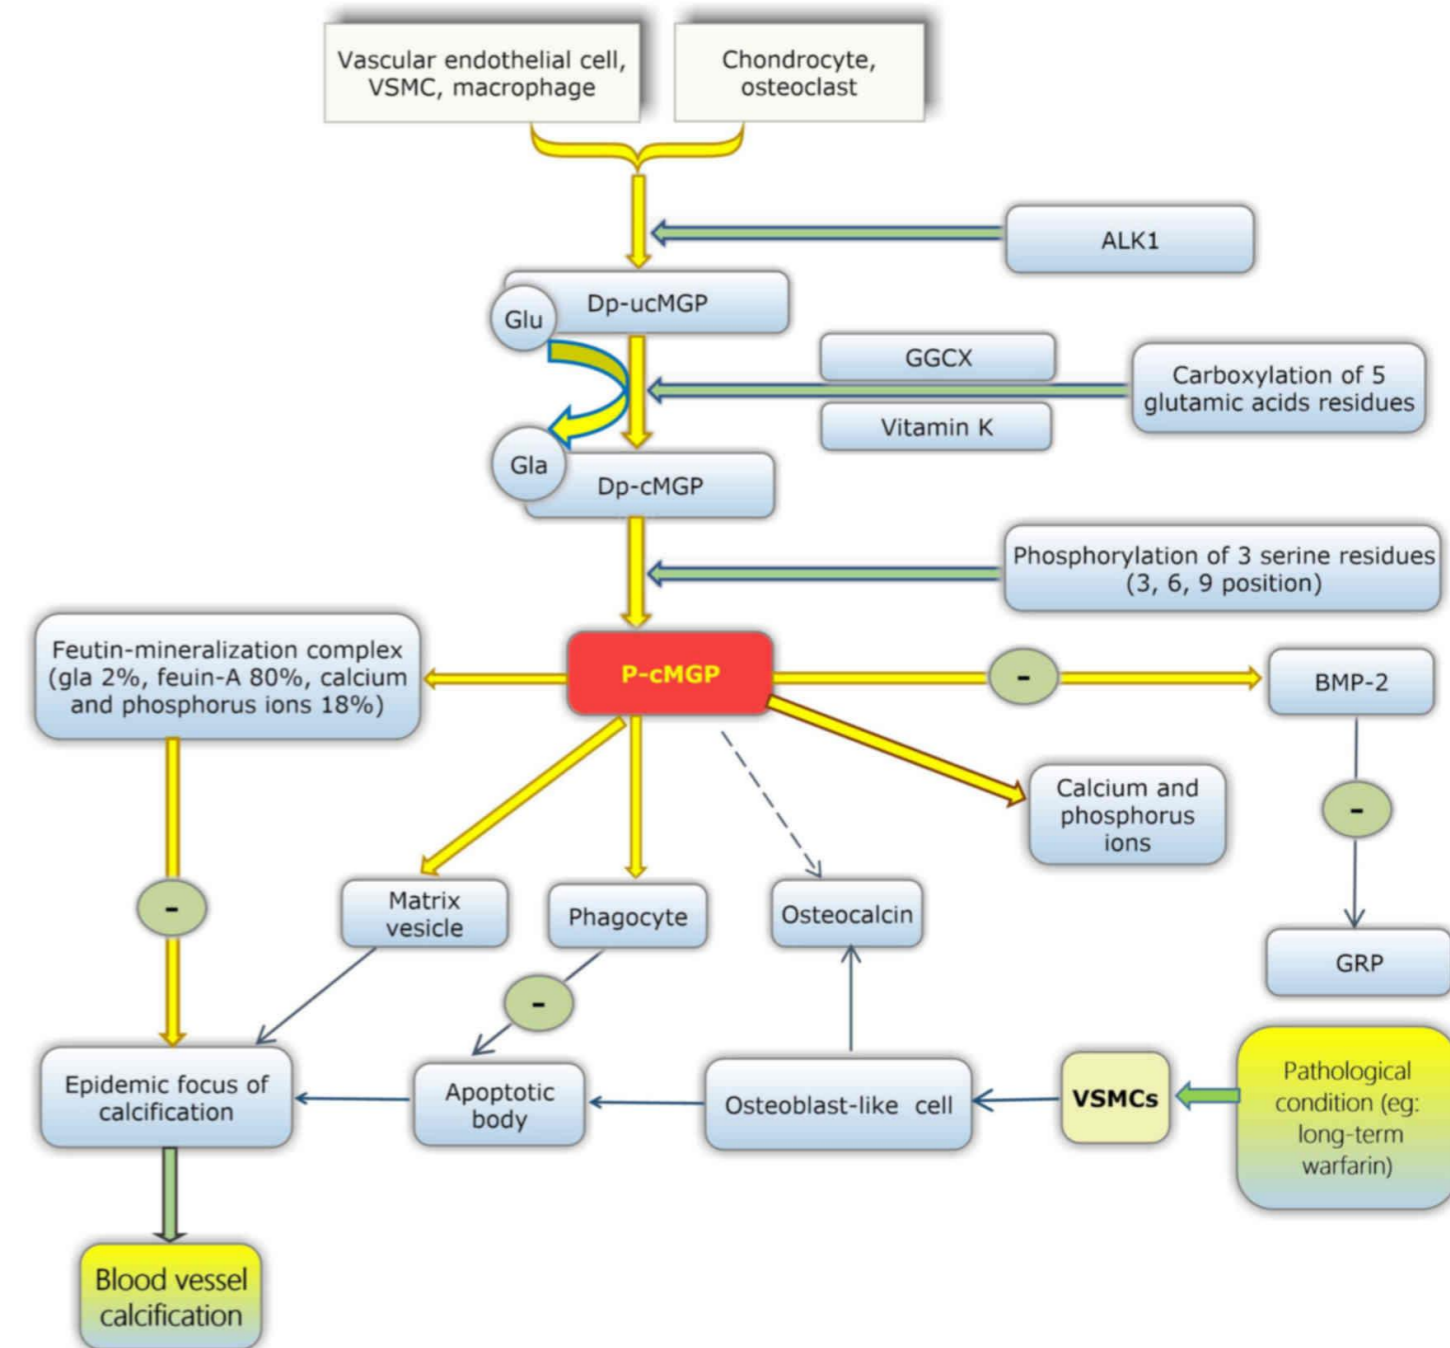 Vascular endothelial cell,
VSMC, macrophage
Chondrocyte,
osteoclast
ALK1
Dp-ucMGP
Glu
GGCX
Carboxylation of 5
glutamic acids residues
Vitamin K
Gla
Dp-cMGP
Phosphorylation of 3 serine residues
(3, 6, 9 position)
Feutin-mineralization complex
(gla 2%, feuin-A 80%, calcium
and phosphorus ions 18%)
P-cMGP
-
BMP-2
Calcium and
phosphorus
ions
-
-
Matrix
vesicle
Phagocyte
Osteocalcin
GRP
-
Epidemic focus of
calcification
Apoptotic
body
Osteoblast-like cell
VSMCs
Pathological
condition (eg:
long-term
warfarin)
Blood vessel
calcification